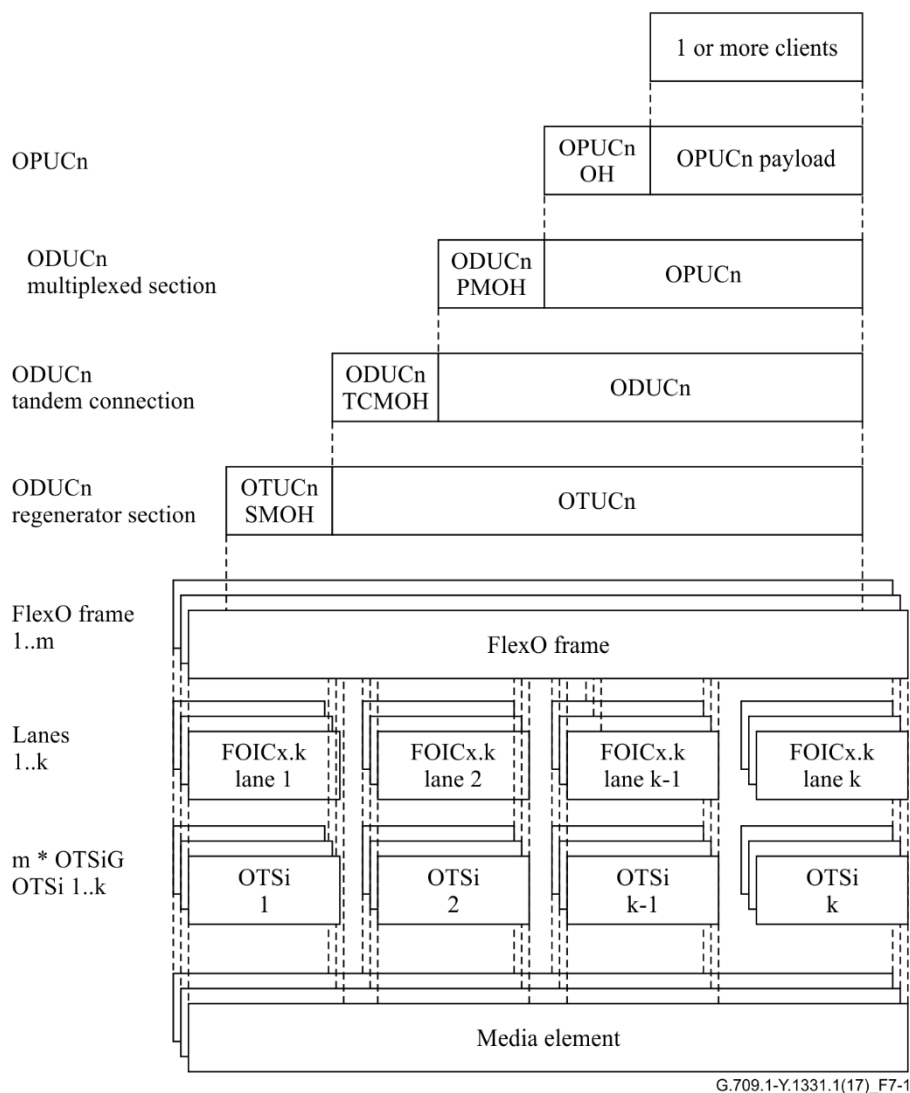 1 or more clients
OPUCn
OPUCn
OH
OPUCn payload
ODUCn
multiplexed section
ODUCn
PMOH
OPUCn
ODUCn
tandem connection
ODUCn
TCMOH
ODUCn
ODUCn
regenerator section
OTUCn
SMOH
OTUCn
FlexO frame
1..m
FlexO frame
Lanes
1..k
FOICx.k
lane 1
FOICx.k
lane 2
FOICx.k
lane k-1
FOICx.k
lane k
m * OTSiG
OTSi 1..k
OTSi
1
OTSi
2
OTSi
k-1
OTSi
k
Media element
G.709.1-Y.1331.1(17)_F7-1